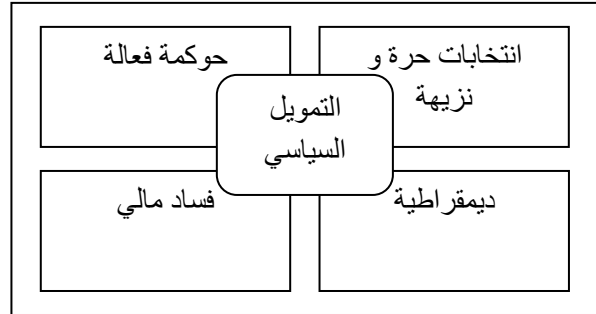 انتخابات حرة و
نزيهة
حوكمة فعالة
التمويل
السياسي
ديمقراطية
فساد مالي